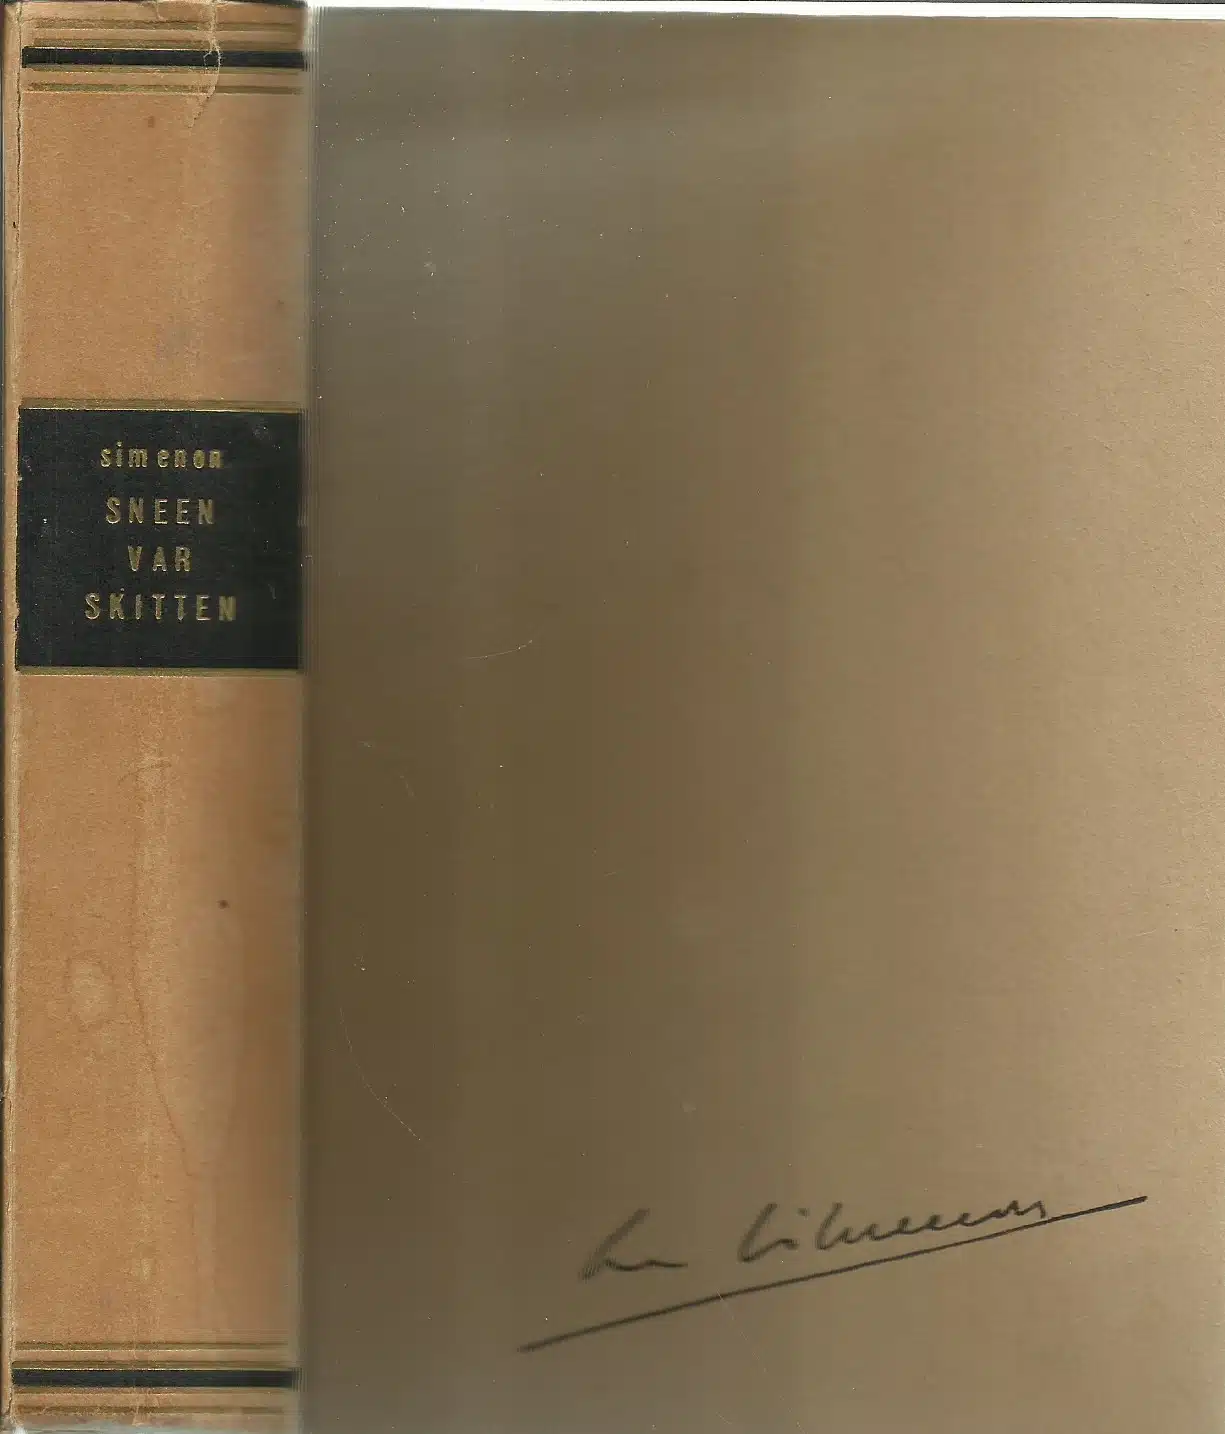 simenon
SNEEN
VAR
SKITTEN